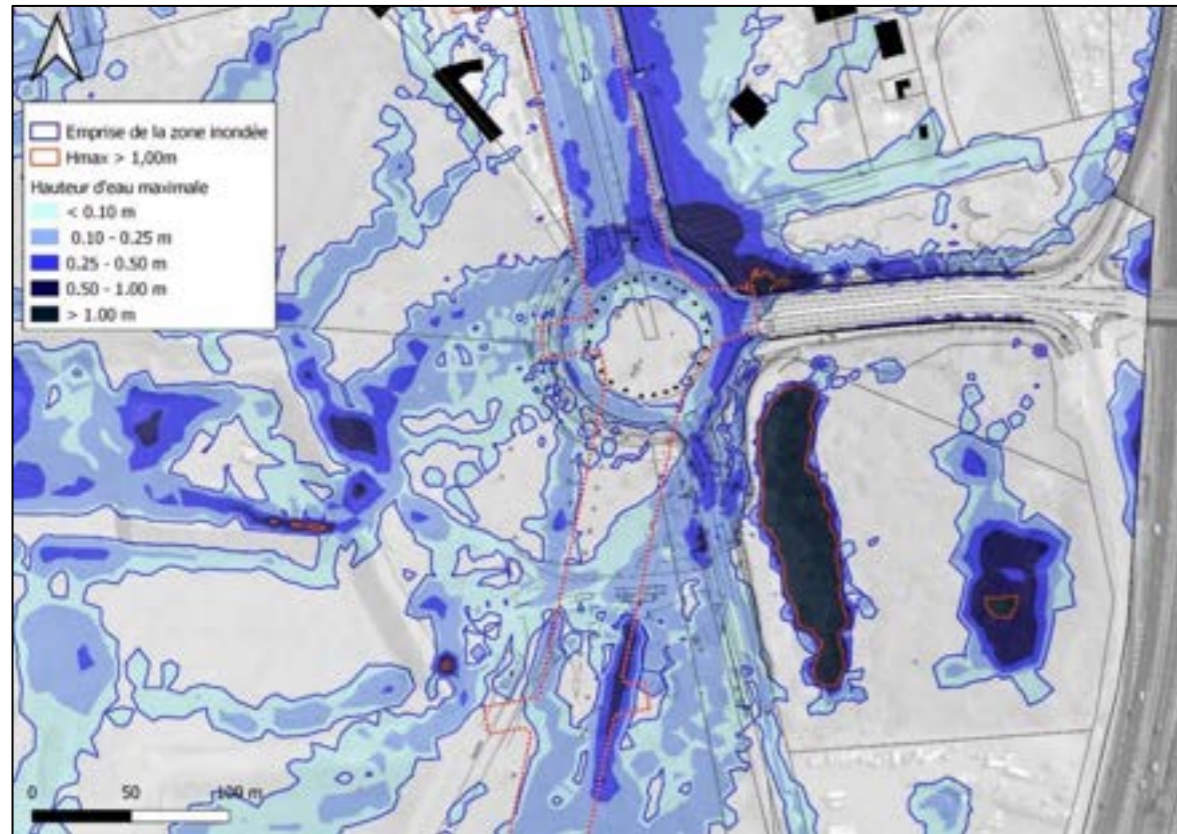 Emprise de la zone inondée
Hmax > 1,00m
Hauteur d'eau maximale
< 0.10 m
0.10 - 0.25 m
0.25 - 0.50 m
0.50 - 1.00 m
> 1.00 m
0 50 100 m